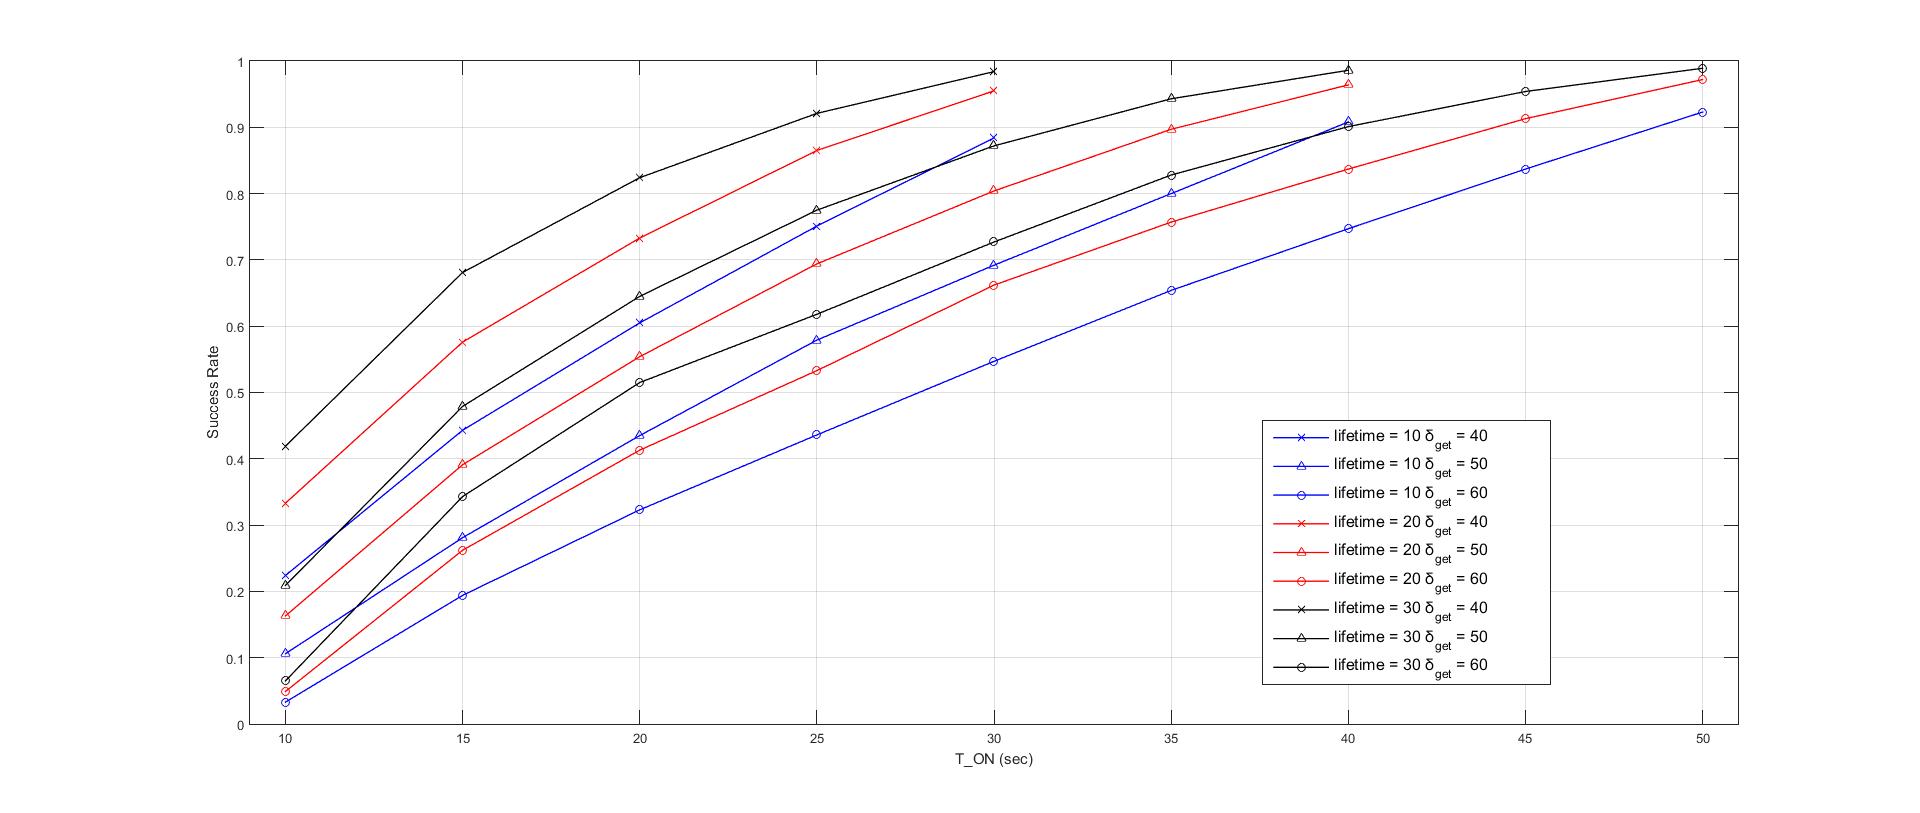 1
0.9
0.8
0.7
0.6
0.5
0.4
0.3
0.2
0.1
0
Success Rate
10 15 20 25 30 35 40 45 50
T_ON (sec)
lifetime = 10 δget = 40
lifetime = 10 δget = 50
lifetime = 10 δget = 60
lifetime = 20 δget = 40
lifetime = 20 δget = 50
lifetime = 20 δget = 60
lifetime = 30 δget = 40
lifetime = 30 δget = 50
lifetime = 30 δget = 60